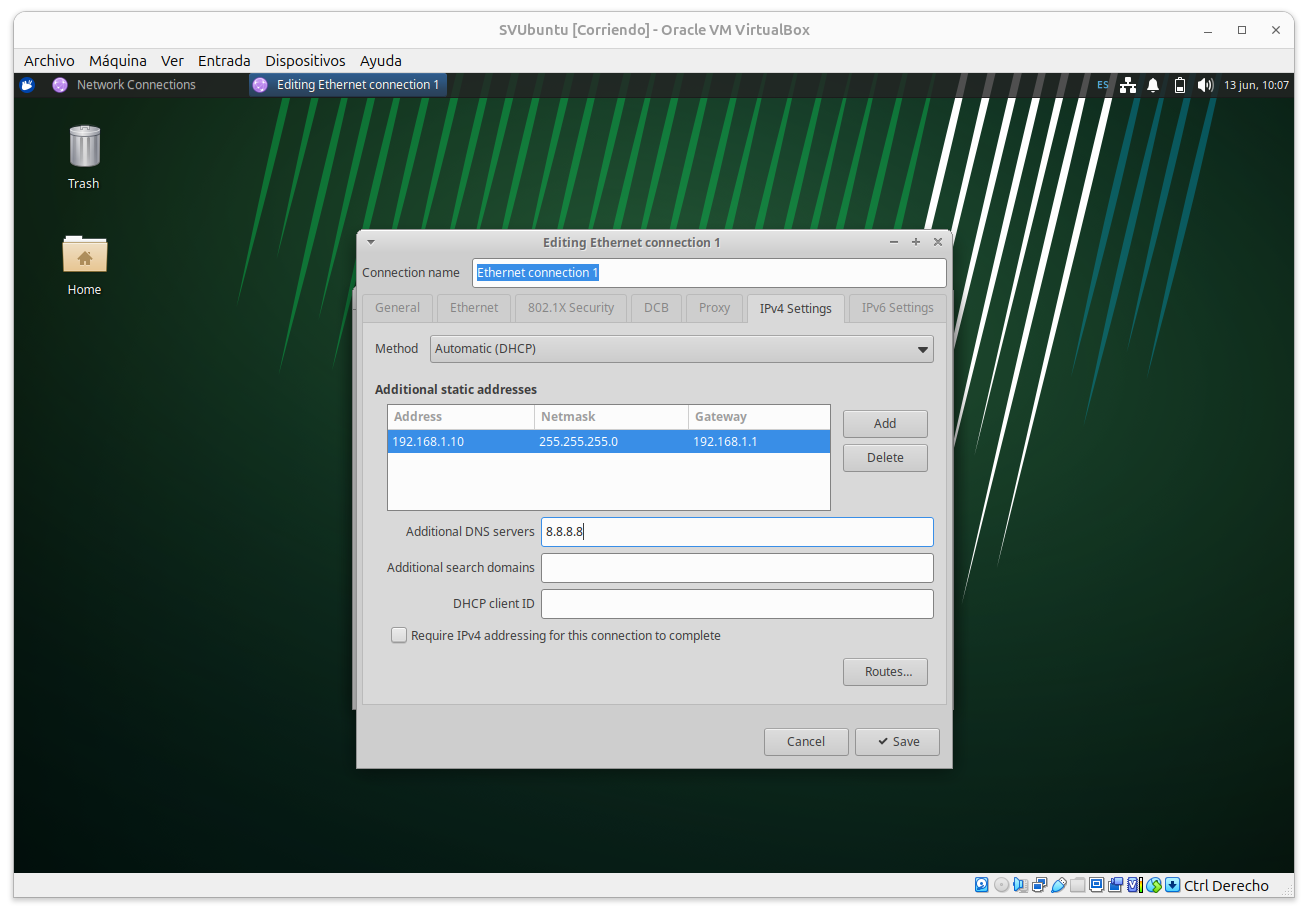 SVUbuntu [Corriendo] - Oracle VM VirtualBox
Archivo Máquina Ver Entrada Dispositivos Ayuda
Network Connections Editing Ethernet connection 1 ES 13 jun, 10:07
Trash
Home
Editing Ethernet connection 1
Connection name Ethernet connection 1
General Ethernet 802.1X Security DCB Proxy IPv4 Settings IPv6 Settings
Method Automatic (DHCP)
Additional static addresses
Address Netmask Gateway
192.168.1.10 255.255.255.0 192.168.1.1
Add
Delete
Additional DNS servers 8.8.8.8
Additional search domains
DHCP client ID
Require IPv4 addressing for this connection to complete
Routes...
Cancel Save
Ctrl Derecho